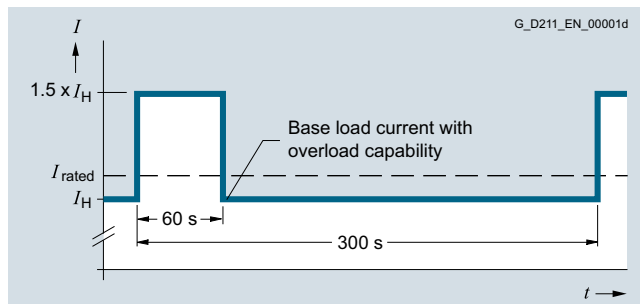 G_D211_EN_00001d
I
1.5 x IH
Base load current with
overload capability
Irated
IH
60 s
300 s
t